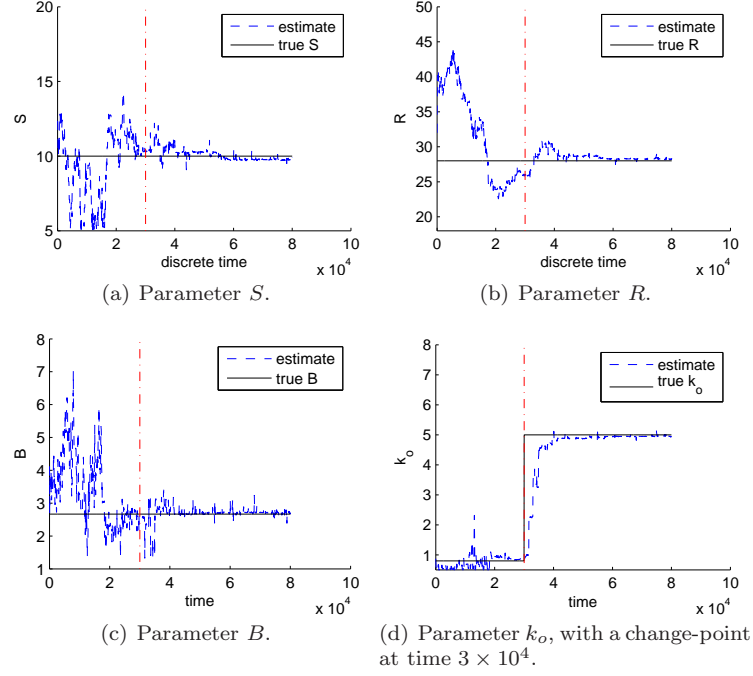 20
15
10
5
S
0
2
4
6
8
10
discrete time
x 10^4
estimate
true S
(a) Parameter S.
50
45
40
35
30
25
20
R
0
2
4
6
8
10
discrete time
x 10^4
estimate
true R
(b) Parameter R.
8
7
6
5
4
3
2
1
B
0
2
4
6
8
10
time
x 10^4
estimate
true B
(c) Parameter B.
8
7
6
5
4
3
2
1
k_o
0
2
4
6
8
10
time
x 10^4
estimate
true k_o
(d) Parameter k_o, with a change-point
at time 3 × 10^4.